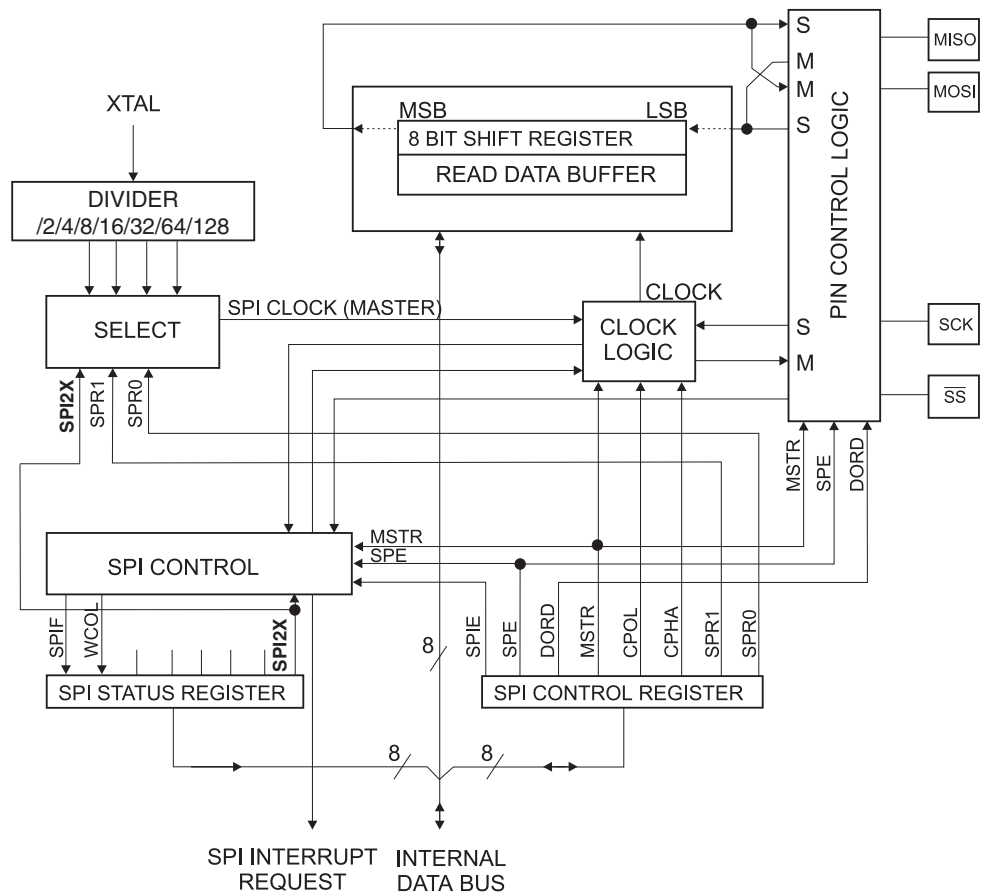 S
MISO
M
MSB
LSB
M
MOSI
XTAL
8 BIT SHIFT REGISTER
S
READ DATA BUFFER
DIVIDER
/2/4/8/16/32/64/128
PIN CONTROL LOGIC
SPI CLOCK (MASTER)
CLOCK
SELECT
CLOCK
LOGIC
S
SCK
M
SS
SPI2X
SPR1
SPR0
MSTR
SPE
DORD
MSTR
SPE
SPI CONTROL
SPIF
WCOL
SPI2X
8
SPIE
SPE
DORD
MSTR
CPOL
CPHA
SPR1
SPR0
SPI STATUS REGISTER
SPI CONTROL REGISTER
8
8
SPI INTERRUPT
REQUEST
INTERNAL
DATA BUS